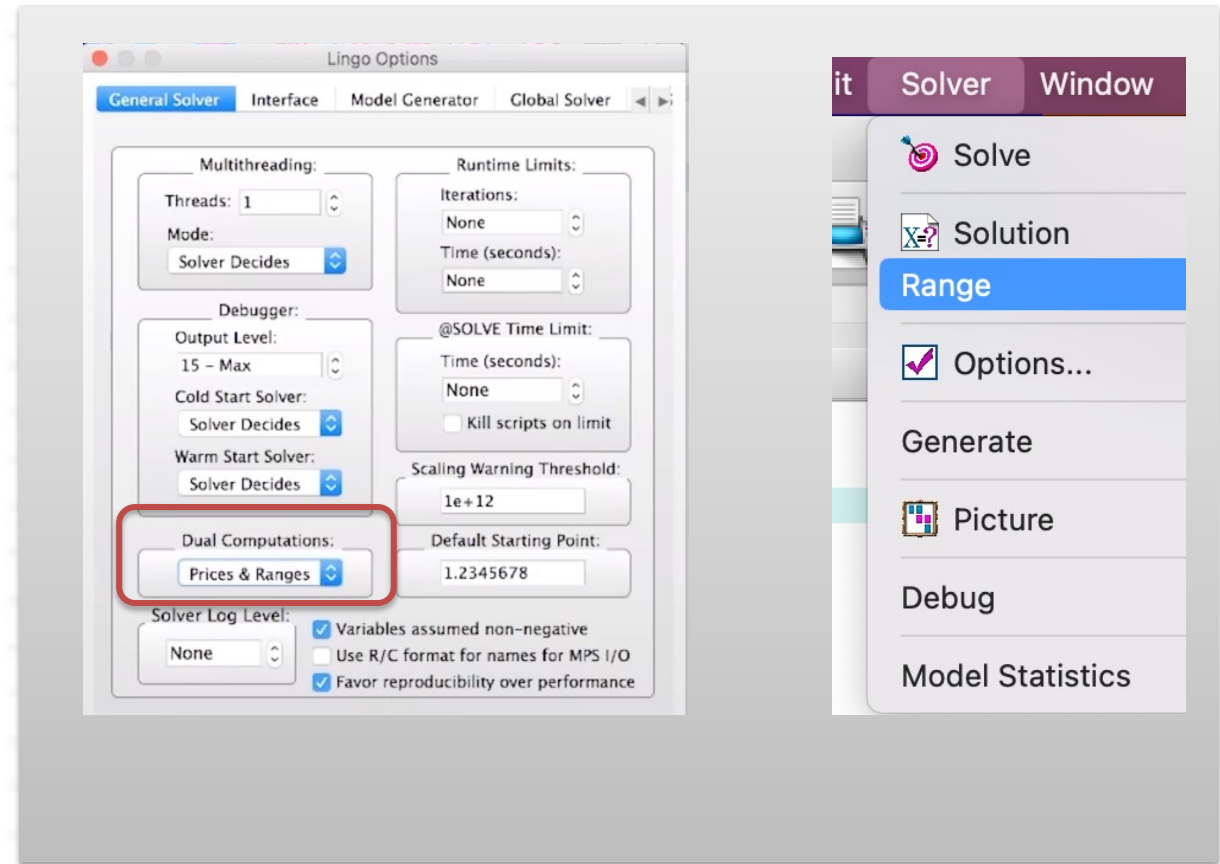 Lingo Options
General Solver Interface Model Generator Global Solver
Multithreading:
Threads: 1
Mode:
Solver Decides
Debugger:
Output Level:
15 – Max
Cold Start Solver:
Solver Decides
Warm Start Solver:
Solver Decides
Dual Computations:
Prices & Ranges
Solver Log Level:
None
Runtime Limits:
Iterations:
None
Time (seconds):
None
@SOLVE Time Limit:
Time (seconds):
None
Kill scripts on limit
Scaling Warning Threshold:
1e+12
Default Starting Point:
1.2345678
Variables assumed non-negative
Use R/C format for names for MPS I/O
Favor reproducibility over performance
it Solver Window
Solve
X=? Solution
Range
Options...
Generate
Picture
Debug
Model Statistics